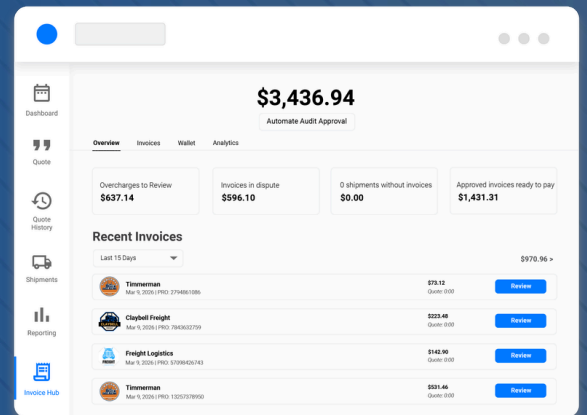 $3,436.94
Automate Audit Approval
Dashboard
Quote
Quote
History
Shipments
Reporting
Invoice Hub
Overview Invoices Wallet Analytics
Overcharges to Review
$637.14
Invoices in dispute
$596.10
0 shipments without invoices
$0.00
Approved invoices ready to pay
$1,431.31
Recent Invoices
Last 15 Days
$970.96 >
Timmerman
Mar 9, 2026 | PRO: 2794861086
$73.12
Quote: 0:00
Review
CLAYBELL
Claybell Freight
Mar 9, 2026 | PRO: 7843632759
$223.48
Quote: 0:00
Review
FREIGHT
Freight Logistics
Mar 9, 2026 | PRO: 57098426743
$142.90
Quote: 0:00
Review
Timmerman
Mar 9, 2026 | PRO: 13257378950
$531.46
Quote: 0:00
Review